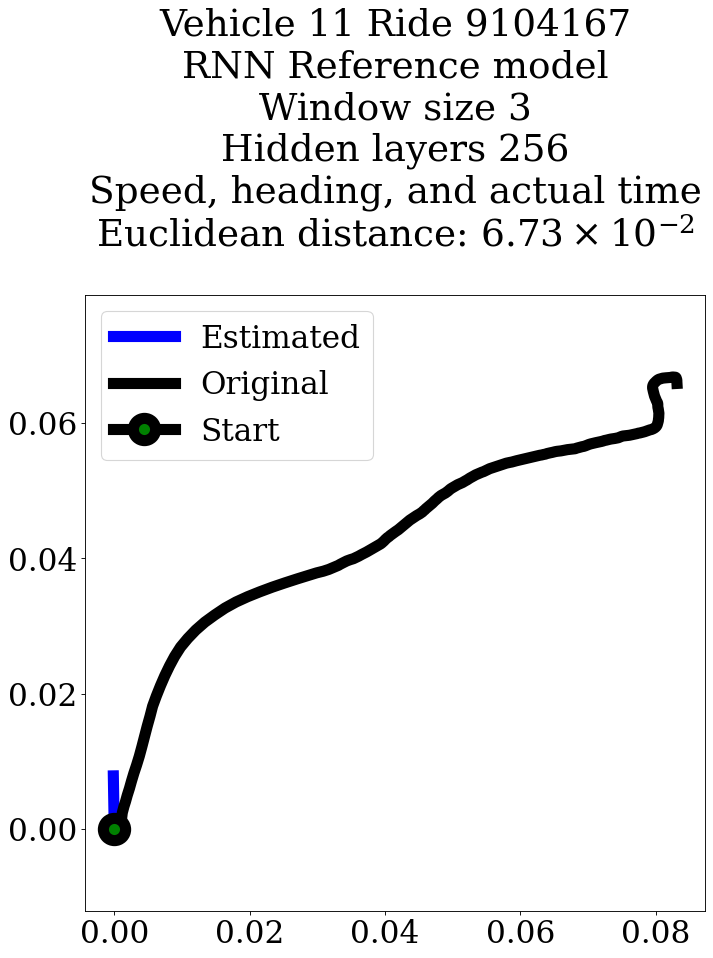 Vehicle 11 Ride 9104167
RNN Reference model
Window size 3
Hidden layers 256
Speed, heading, and actual time
Euclidean distance: 6.73 × 10⁻²
Estimated
Original
Start
0.06
0.04
0.02
0.00
0.00 0.02 0.04 0.06 0.08